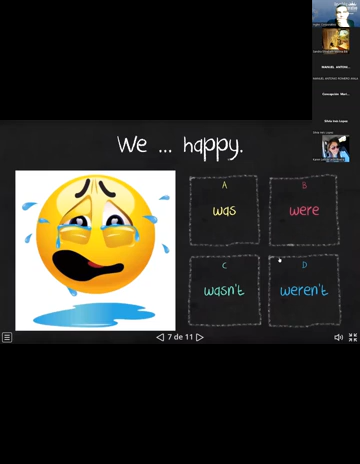 We ... happy.
A
was
B
were
C
wasn't
D
weren't
7 de 11